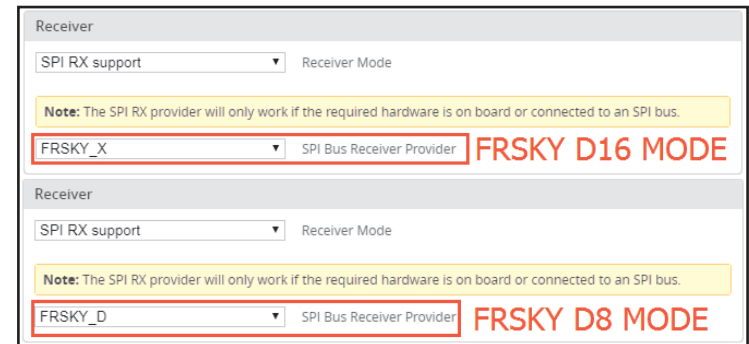 Receiver
SPI RX support Receiver Mode
Note: The SPI RX provider will only work if the required hardware is on board or connected to an SPI bus.
FRSKY_X SPI Bus Receiver Provider FRSKY D16 MODE
Receiver
SPI RX support Receiver Mode
Note: The SPI RX provider will only work if the required hardware is on board or connected to an SPI bus.
FRSKY_D SPI Bus Receiver Provider FRSKY D8 MODE